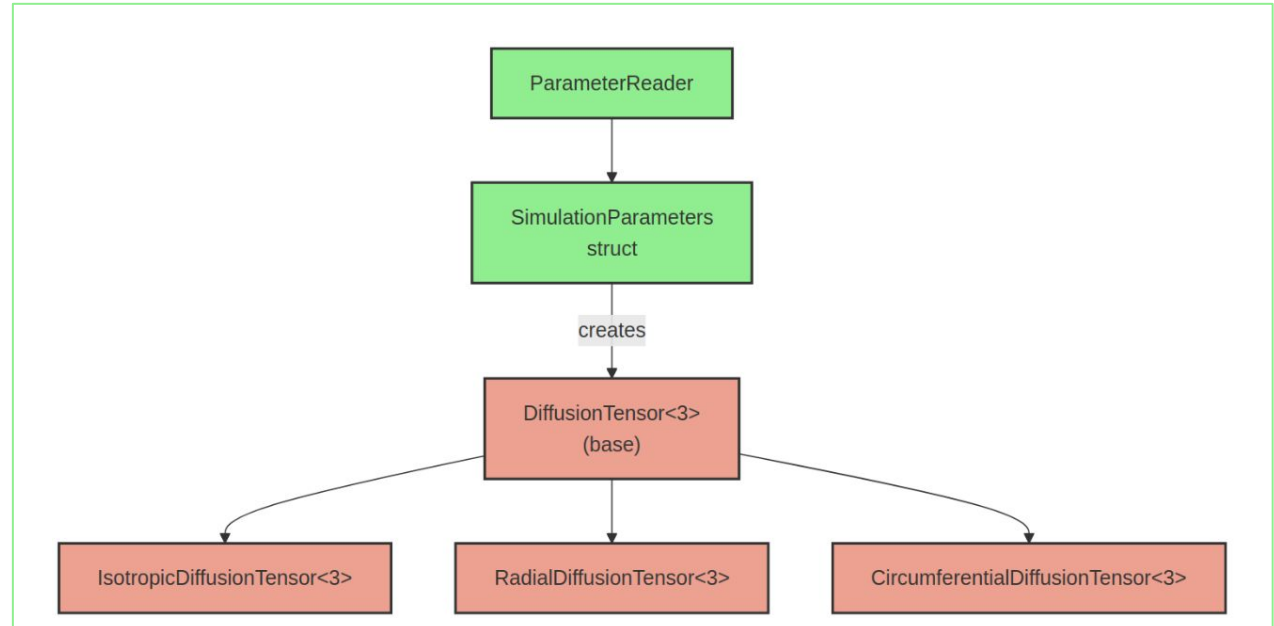 ParameterReader
SimulationParameters
struct
creates
DiffusionTensor<3>
(base)
IsotropicDiffusionTensor<3>
RadialDiffusionTensor<3>
CircumferentialDiffusionTensor<3>